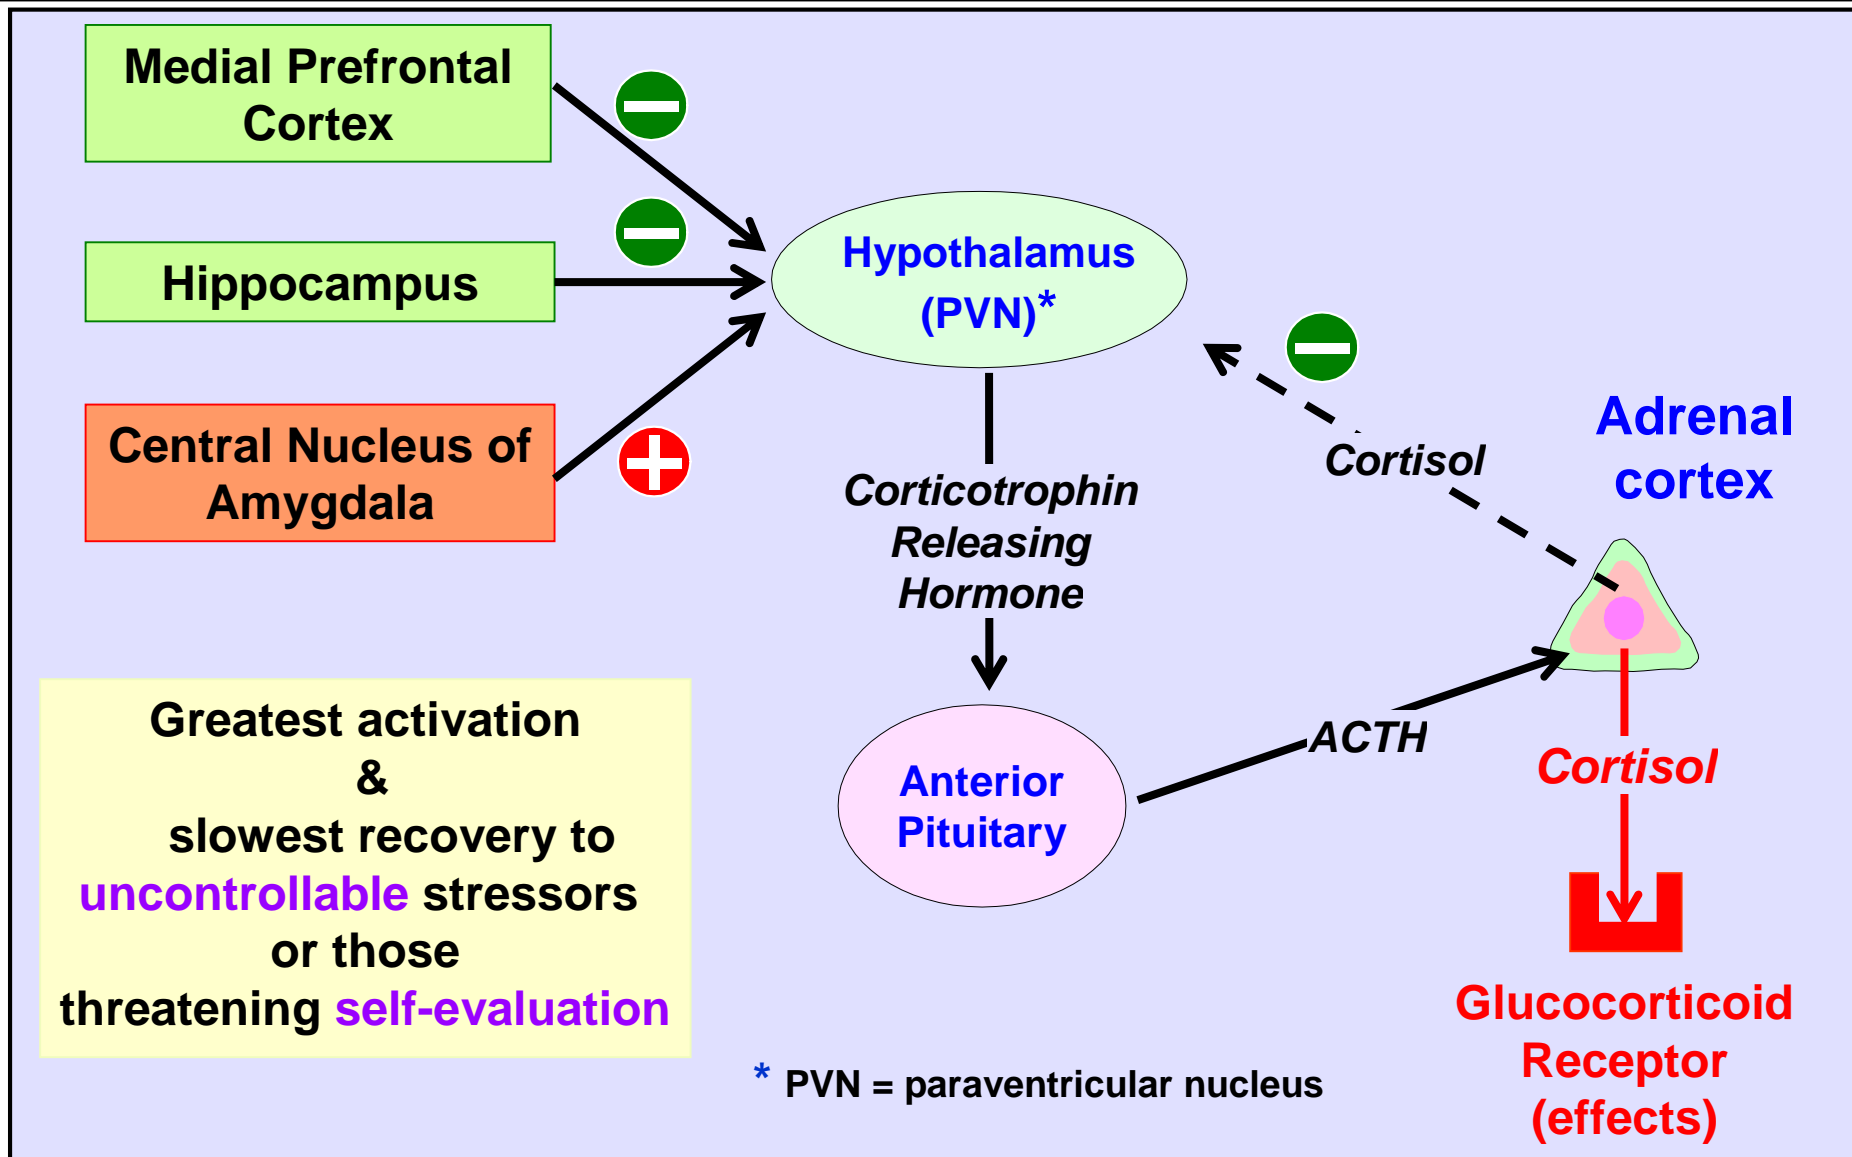 Medial Prefrontal
Cortex
Hippocampus
Central Nucleus of
Amygdala
Hypothalamus
(PVN)*
Corticotrophin
Releasing
Hormone
Anterior
Pituitary
ACTH
Cortisol
Adrenal
cortex
Cortisol
Glucocorticoid
Receptor
(effects)
Greatest activation
&
slowest recovery to
uncontrollable stressors
or those
threatening self-evaluation
* PVN = paraventricular nucleus